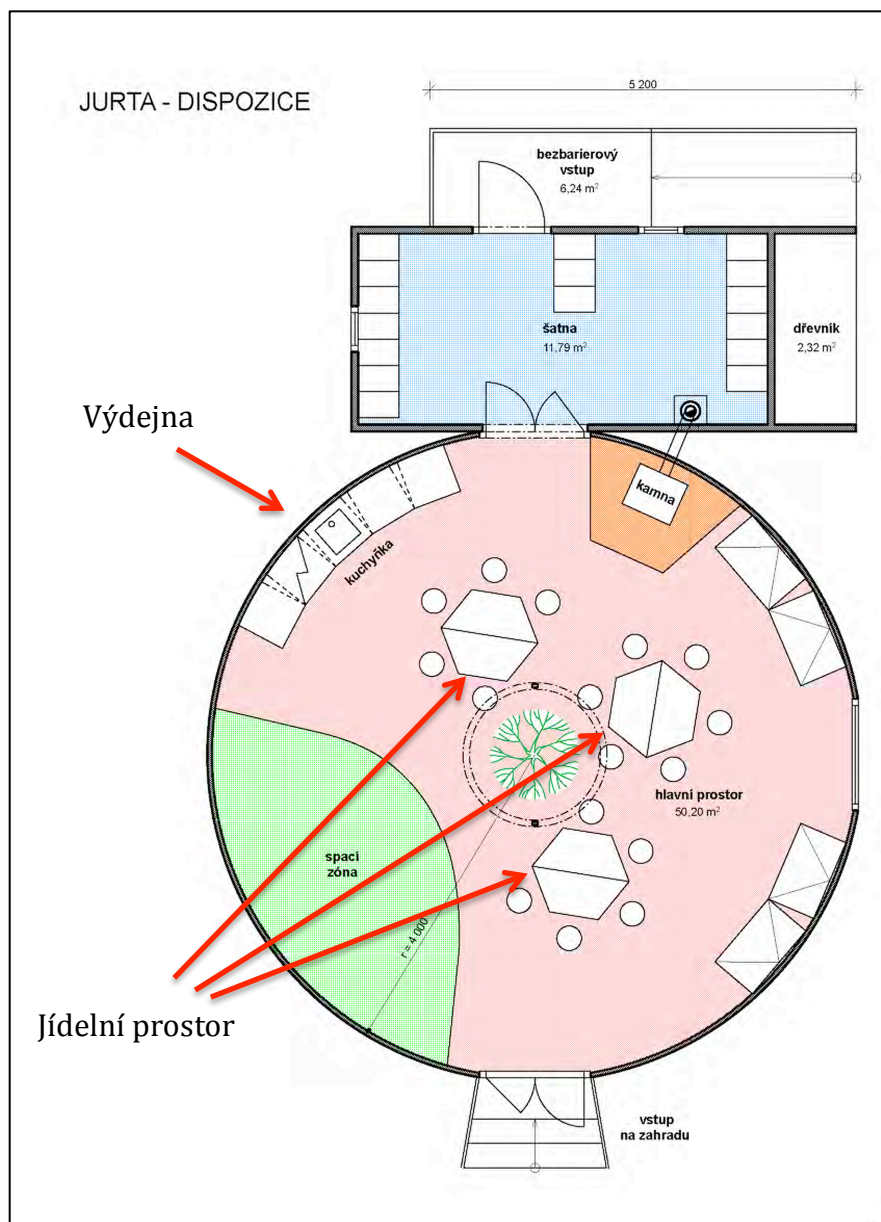 JURTA - DISPOZICE
5 200
bezbarierový
vstup
6,24 m²
šatna
11,79 m²
dřevník
2,32 m²
Výdejna
kamna
kuchyňka
hlavní prostor
50,20 m²
spaci
zóna
r = 4 000
Jídelní prostor
vstup
na zahradu